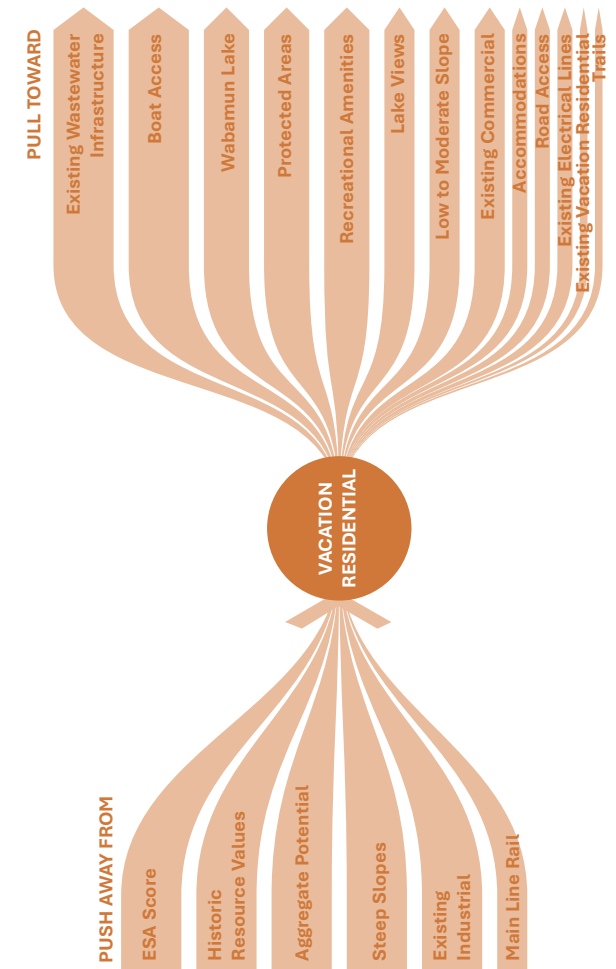 PULL TOWARD
Existing Wastewater
Infrastructure
Boat Access
Wabamun Lake
Protected Areas
Recreational Amenities
Lake Views
Low to Moderate Slope
Existing Commercial
Accommodations
Road Access
Existing Electrical Lines
Existing Vacation Residential
Trails
VACATION
RESIDENTIAL
PUSH AWAY FROM
ESA Score
Historic
Resource Values
Aggregate Potential
Steep Slopes
Existing
Industrial
Main Line Rail